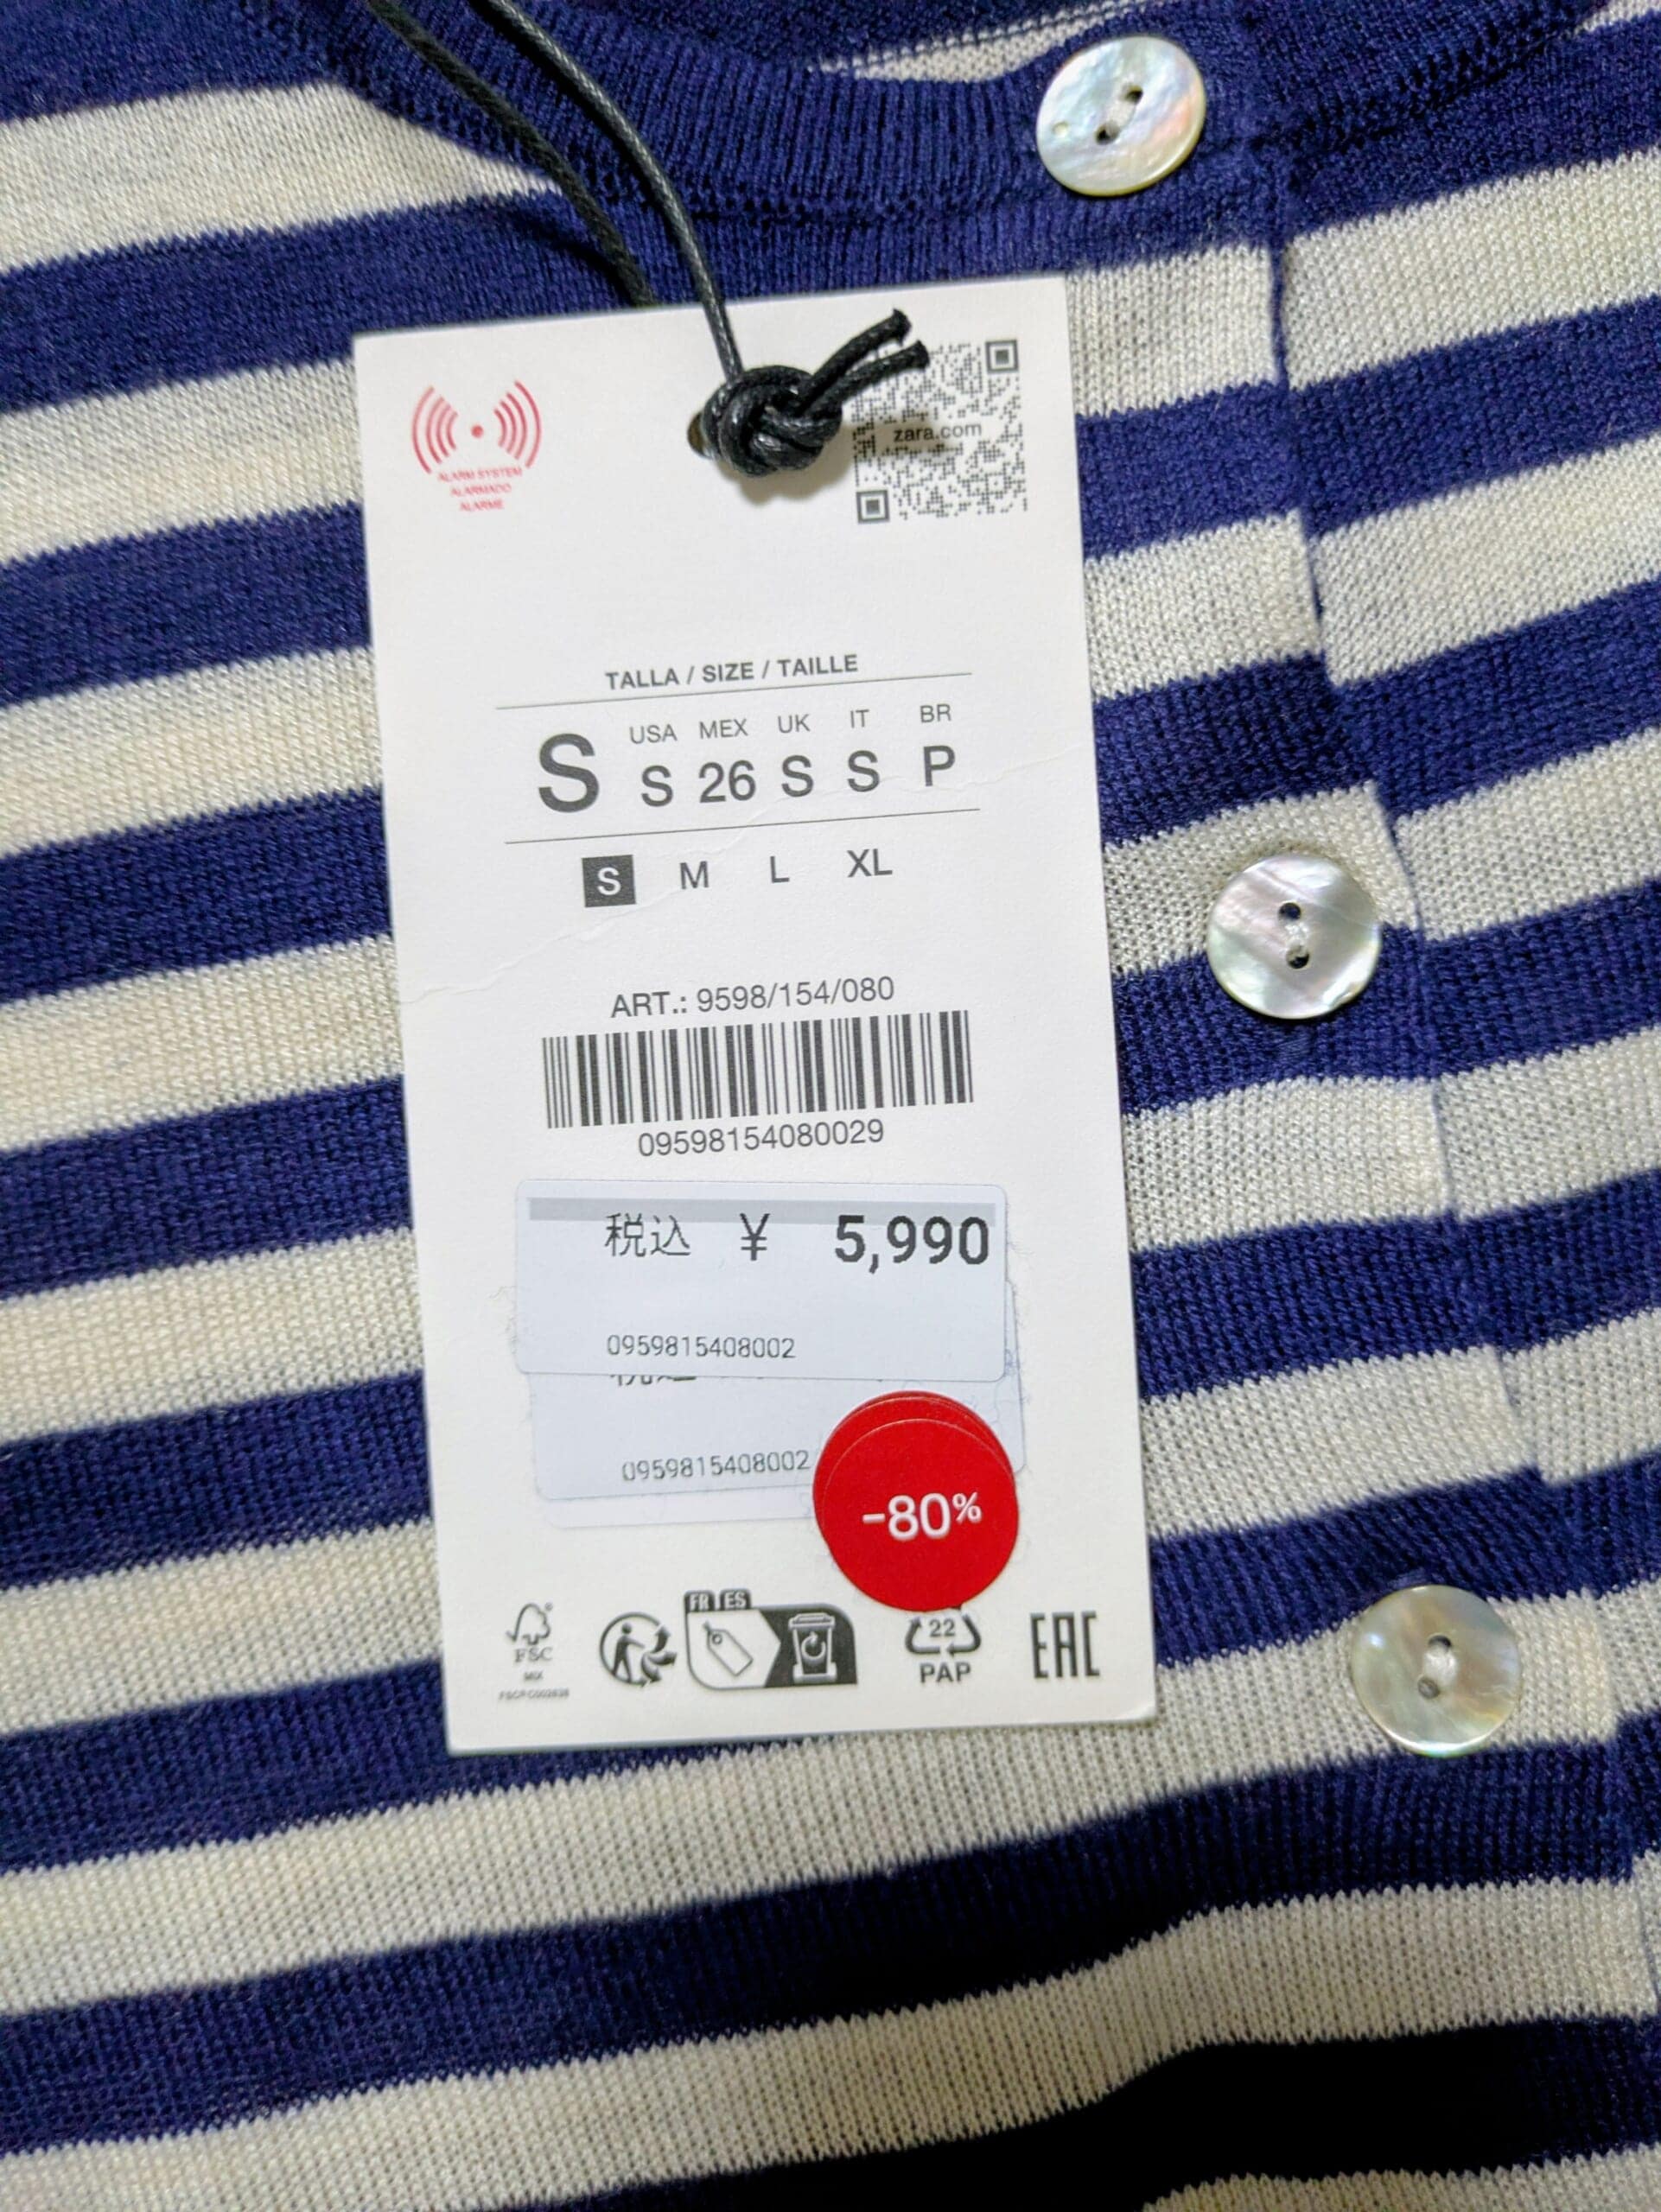 ALARM SYSTEM
ALARMADO
ALARME
zara.com
TALLA / SIZE / TAILLE
S
USA MEX UK IT BR
S 26 S S P
S M L XL
ART.: 9598/154/080
09598154080029
税込 ¥ 5,990
0959815408002
0959815408002
-80%
FR ES
FSC
MIX
22
PAP
EAC